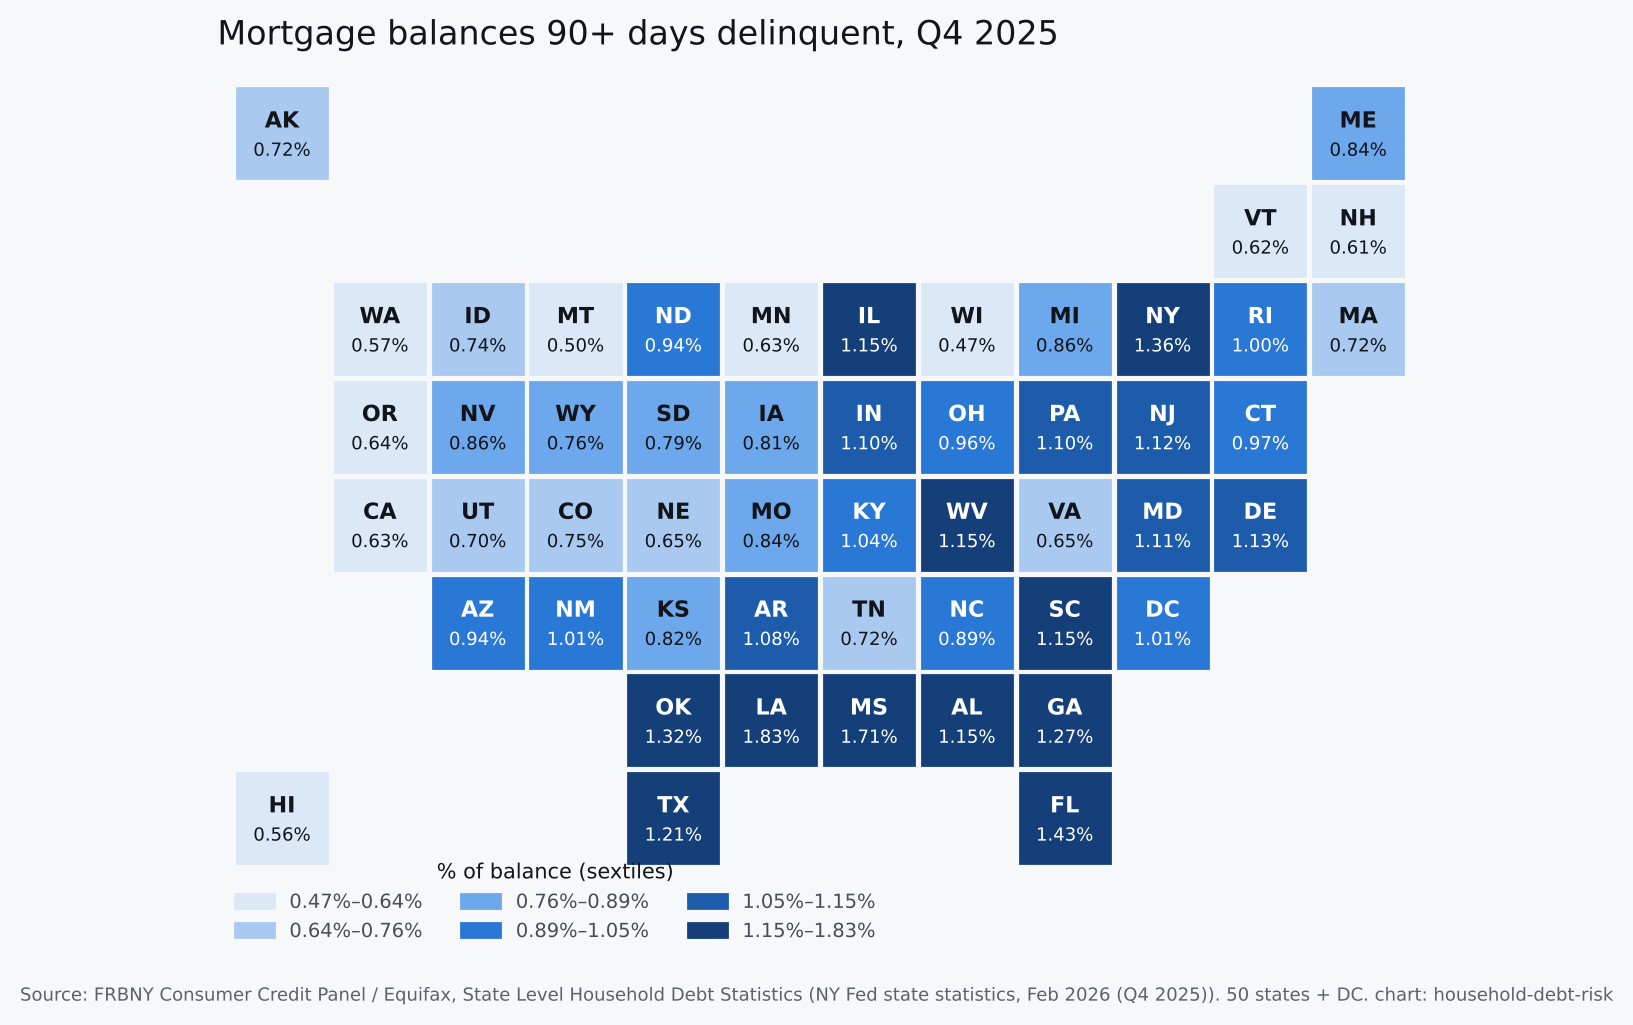 Mortgage balances 90+ days delinquent, Q4 2025
AK
0.72%
ME
0.84%
VT
0.62%
NH
0.61%
WA
0.57%
ID
0.74%
MT
0.50%
ND
0.94%
MN
0.63%
IL
1.15%
WI
0.47%
MI
0.86%
NY
1.36%
RI
1.00%
MA
0.72%
OR
0.64%
NV
0.86%
WY
0.76%
SD
0.79%
IA
0.81%
IN
1.10%
OH
0.96%
PA
1.10%
NJ
1.12%
CT
0.97%
CA
0.63%
UT
0.70%
CO
0.75%
NE
0.65%
MO
0.84%
KY
1.04%
WV
1.15%
VA
0.65%
MD
1.11%
DE
1.13%
AZ
0.94%
NM
1.01%
KS
0.82%
AR
1.08%
TN
0.72%
NC
0.89%
SC
1.15%
DC
1.01%
OK
1.32%
LA
1.83%
MS
1.71%
AL
1.15%
GA
1.27%
HI
0.56%
TX
1.21%
FL
1.43%
% of balance (sextiles)
0.47%–0.64%
0.64%–0.76%
0.76%–0.89%
0.89%–1.05%
1.05%–1.15%
1.15%–1.83%
Source: FRBNY Consumer Credit Panel / Equifax, State Level Household Debt Statistics (NY Fed state statistics, Feb 2026 (Q4 2025)). 50 states + DC. chart: household-debt-risk